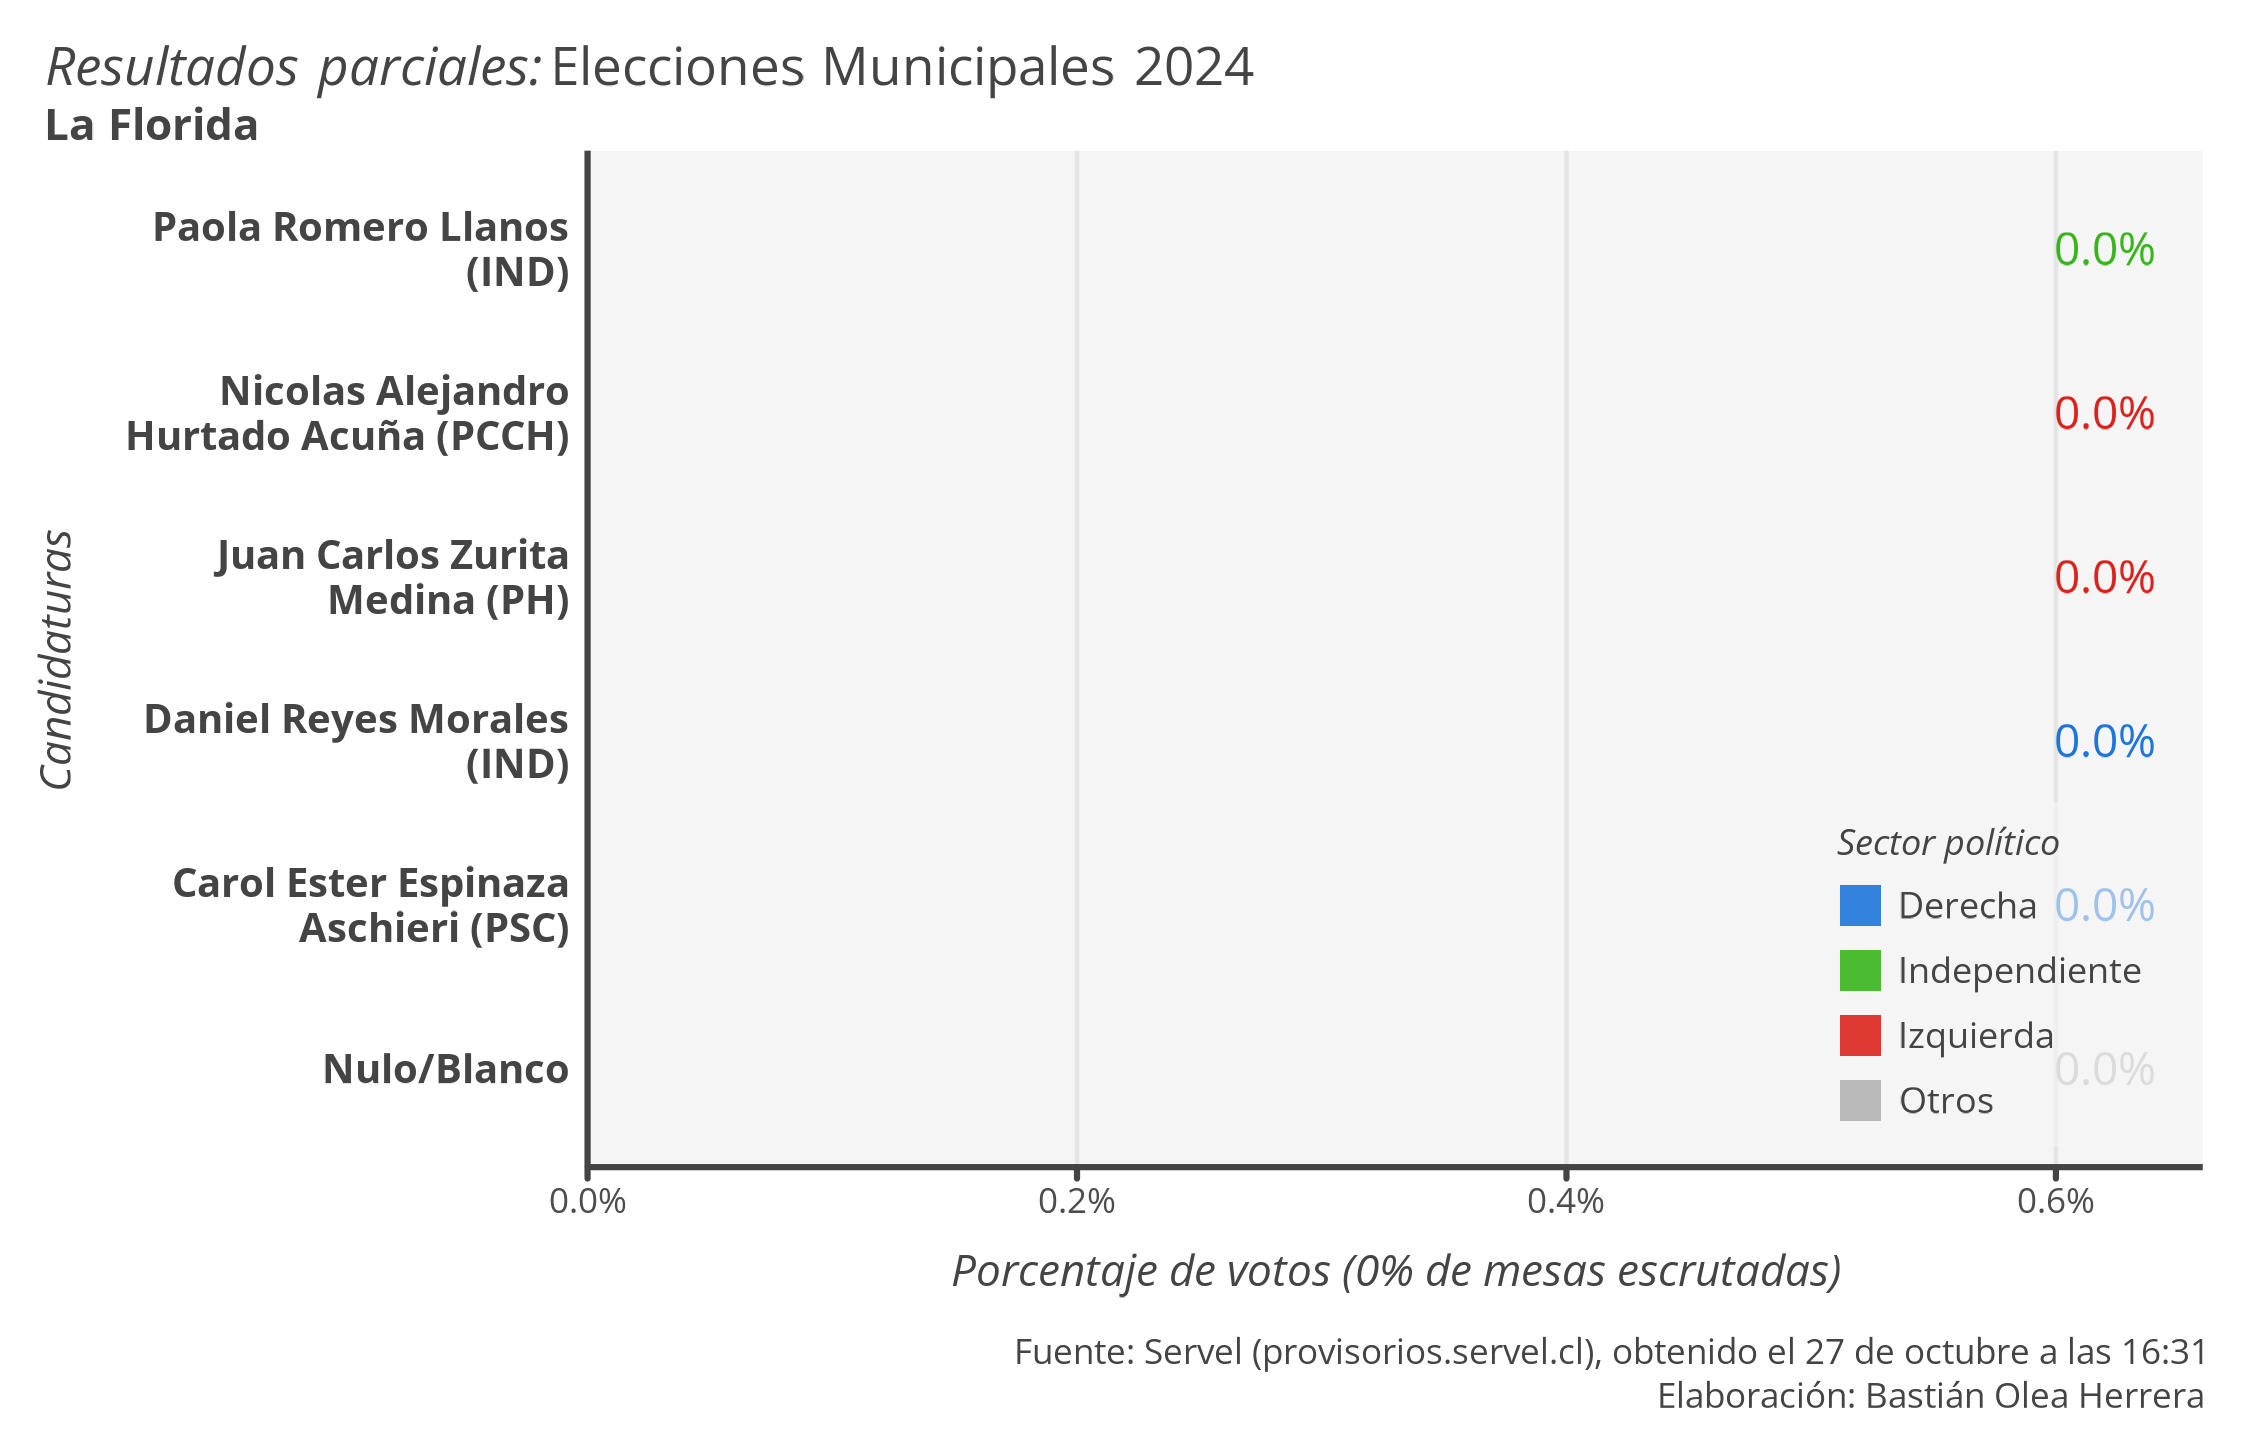 Resultados parciales: Elecciones Municipales 2024
La Florida
Candidaturas
Paola Romero Llanos
(IND)
0.0%
Nicolas Alejandro
Hurtado Acuña (PCCH)
0.0%
Juan Carlos Zurita
Medina (PH)
0.0%
Daniel Reyes Morales
(IND)
0.0%
Carol Ester Espinaza
Aschieri (PSC)
0.0%
Nulo/Blanco
0.0%
Sector político
Derecha
Independiente
Izquierda
Otros
0.0% 0.2% 0.4% 0.6%
Porcentaje de votos (0% de mesas escrutadas)
Fuente: Servel (provisorios.servel.cl), obtenido el 27 de octubre a las 16:31
Elaboración: Bastián Olea Herrera